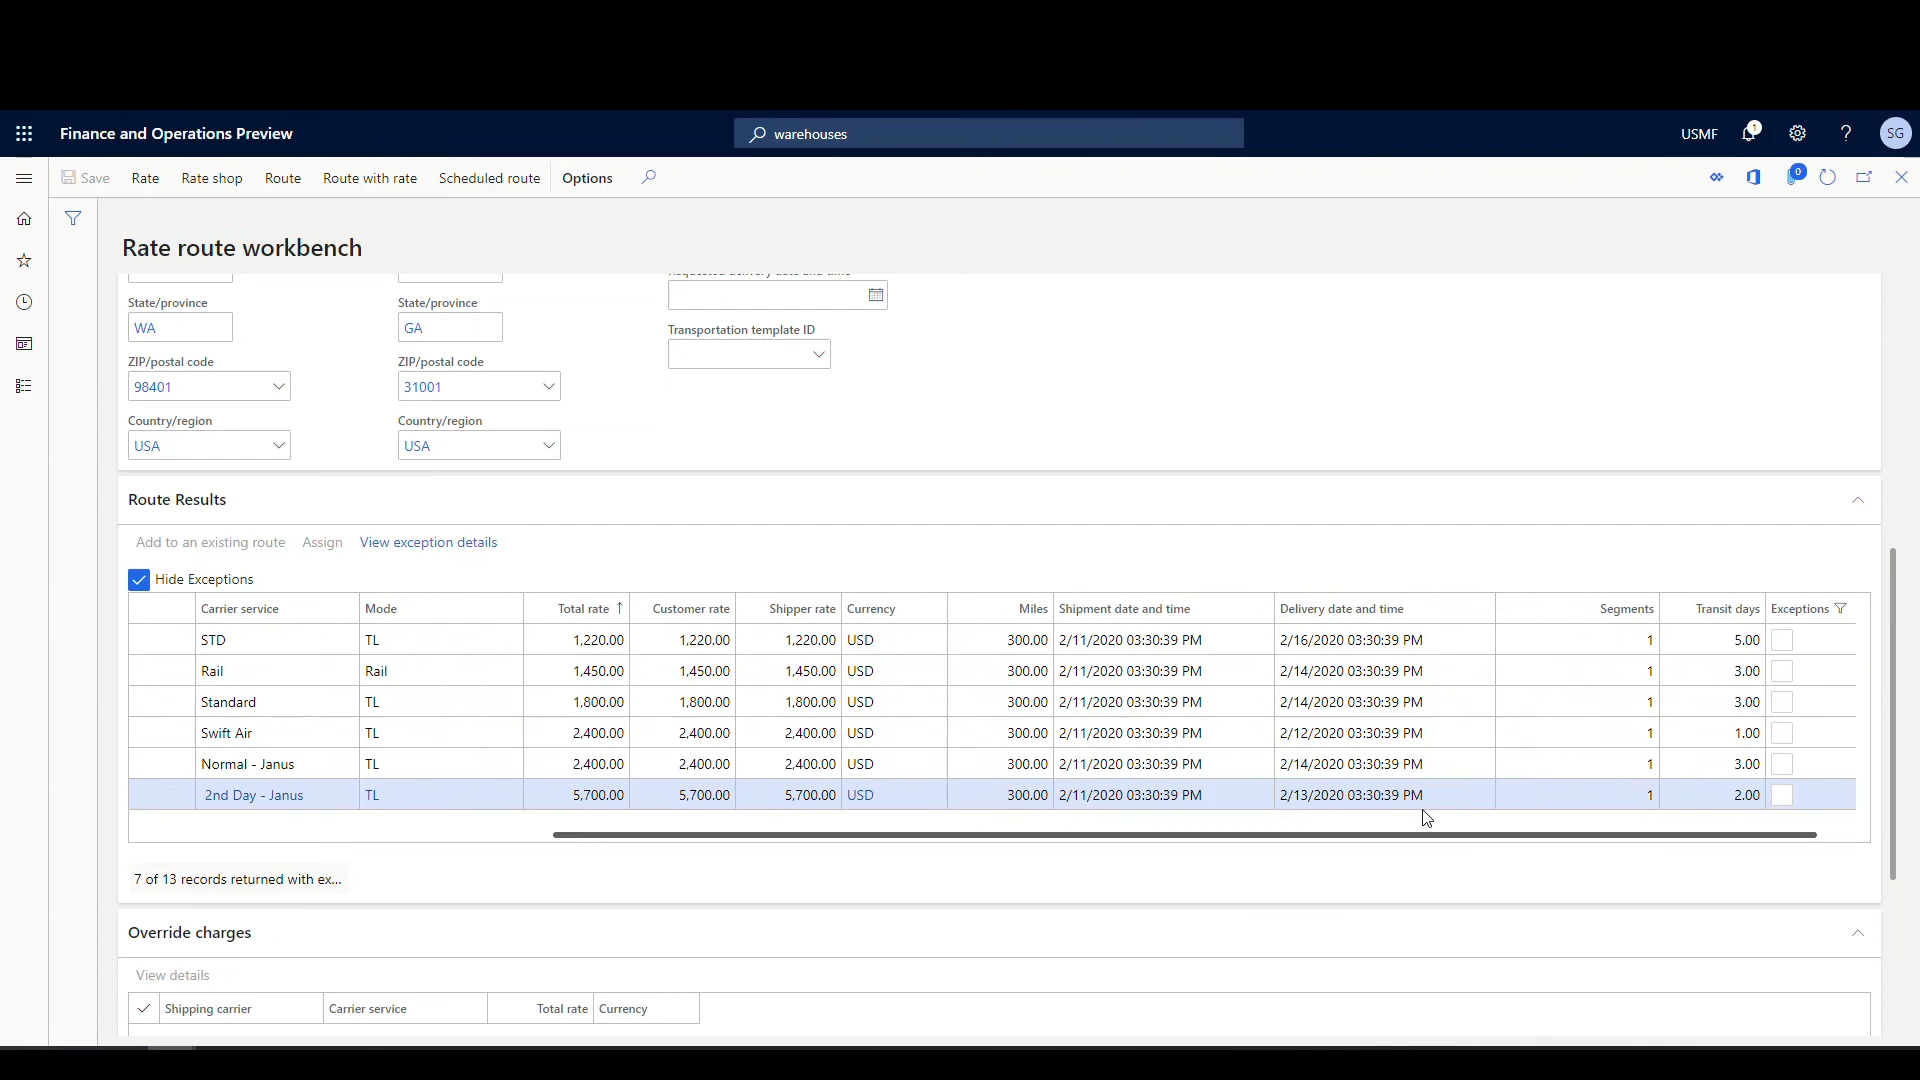 Finance and Operations Preview
warehouses
USMF
1
SG
Save Rate Rate shop Route Route with rate Scheduled route Options
0
Rate route workbench
Requested delivery date and time
State/province State/province
WA GA
Transportation template ID
ZIP/postal code ZIP/postal code
98401 31001
Country/region Country/region
USA USA
Route Results
Add to an existing route Assign View exception details
Hide Exceptions
Carrier service Mode Total rate ↑ Customer rate Shipper rate Currency Miles Shipment date and time Delivery date and time Segments Transit days Exceptions
STD TL 1,220.00 1,220.00 1,220.00 USD 300.00 2/11/2020 03:30:39 PM 2/16/2020 03:30:39 PM 1 5.00
Rail Rail 1,450.00 1,450.00 1,450.00 USD 300.00 2/11/2020 03:30:39 PM 2/14/2020 03:30:39 PM 1 3.00
Standard TL 1,800.00 1,800.00 1,800.00 USD 300.00 2/11/2020 03:30:39 PM 2/14/2020 03:30:39 PM 1 3.00
Swift Air TL 2,400.00 2,400.00 2,400.00 USD 300.00 2/11/2020 03:30:39 PM 2/12/2020 03:30:39 PM 1 1.00
Normal - Janus TL 2,400.00 2,400.00 2,400.00 USD 300.00 2/11/2020 03:30:39 PM 2/14/2020 03:30:39 PM 1 3.00
2nd Day - Janus TL 5,700.00 5,700.00 5,700.00 USD 300.00 2/11/2020 03:30:39 PM 2/13/2020 03:30:39 PM 1 2.00
7 of 13 records returned with ex...
Override charges
View details
Shipping carrier Carrier service Total rate Currency